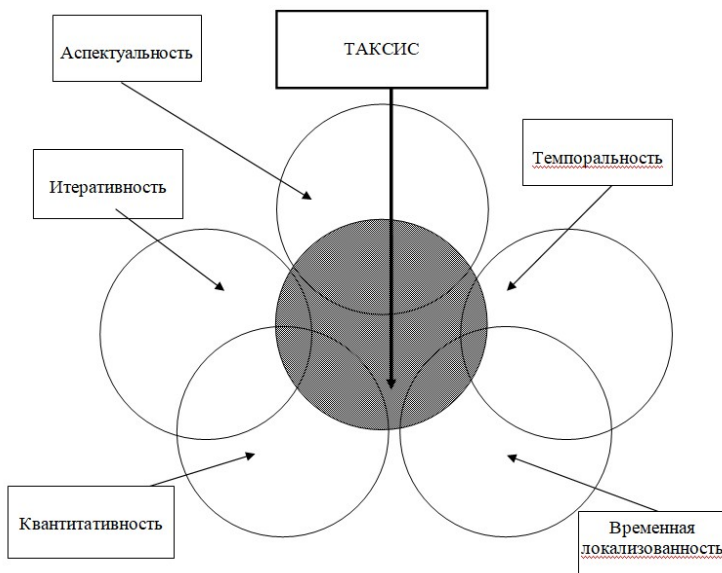 ТАКСИС
Аспектуальность
Темпоральность
Итеративность
Квантитативность
Временная
локализованность